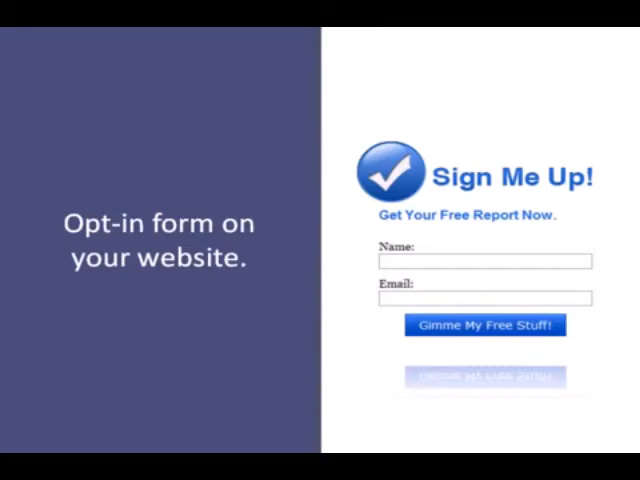 Opt-in form on
your website.
Sign Me Up!
Get Your Free Report Now.
Name:
Email:
Gimme My Free Stuff!